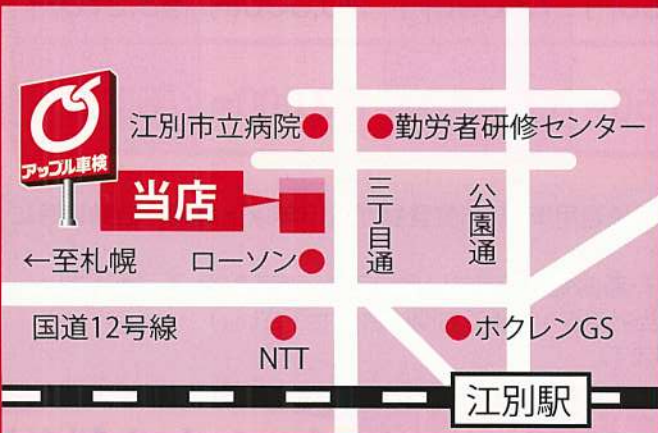 江別市立病院
勤労者研修センター
アップル車検
当店
三丁目通
公園通
←至札幌
ローソン
国道12号線
NTT
ホクレンGS
江別駅